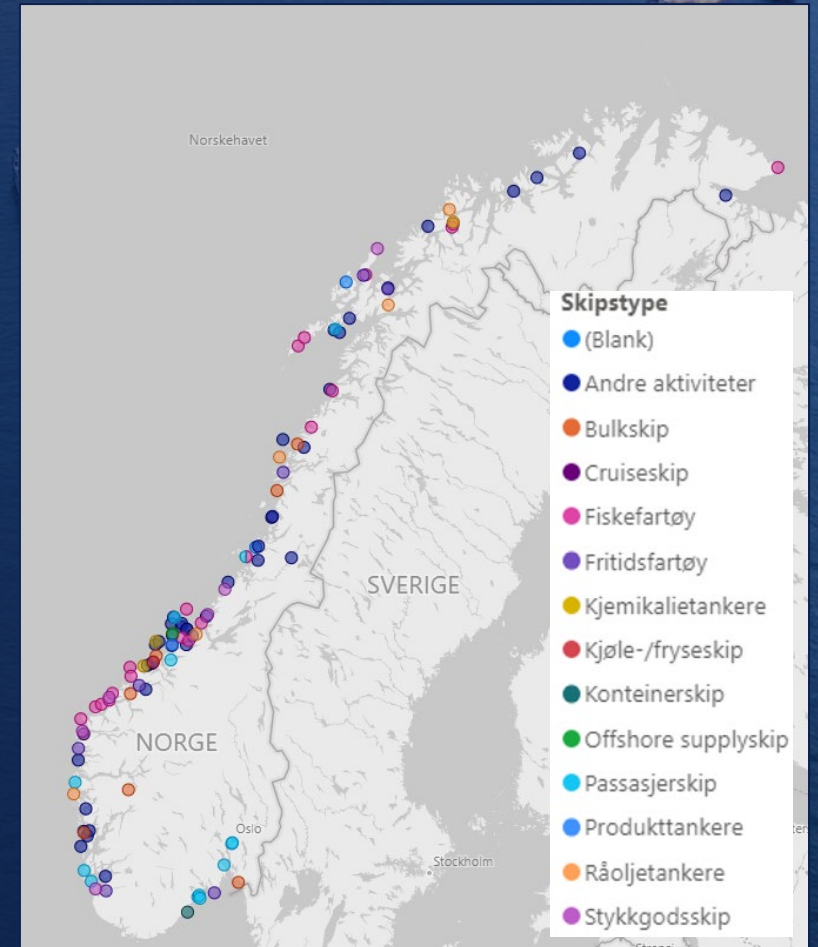 Norskehavet
Skipstype
(Blank)
Andre aktiviteter
Bulkskip
Cruiseskip
Fiskefartøy
Fritidsfartøy
Kjemikalietankere
Kjøle-/fryseskip
Konteinerskip
Offshore supplyskip
Passasjerskip
Produkttankere
Råoljetankere
Stykkgodsskip
SVERIGE
NORGE
Oslo
Stockholm